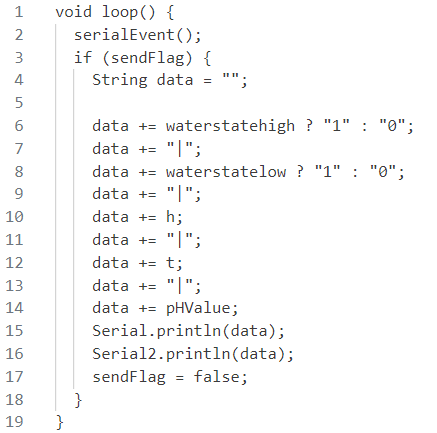 1 void loop() {
2   serialEvent();
3   if (sendFlag) {
4     String data = "";
5
6     data += waterstatehigh ? "1" : "0";
7     data += "|";
8     data += waterstatelow ? "1" : "0";
9     data += "|";
10     data += h;
11     data += "|";
12     data += t;
13     data += "|";
14     data += pHValue;
15     Serial.println(data);
16     Serial2.println(data);
17     sendFlag = false;
18   }
19 }